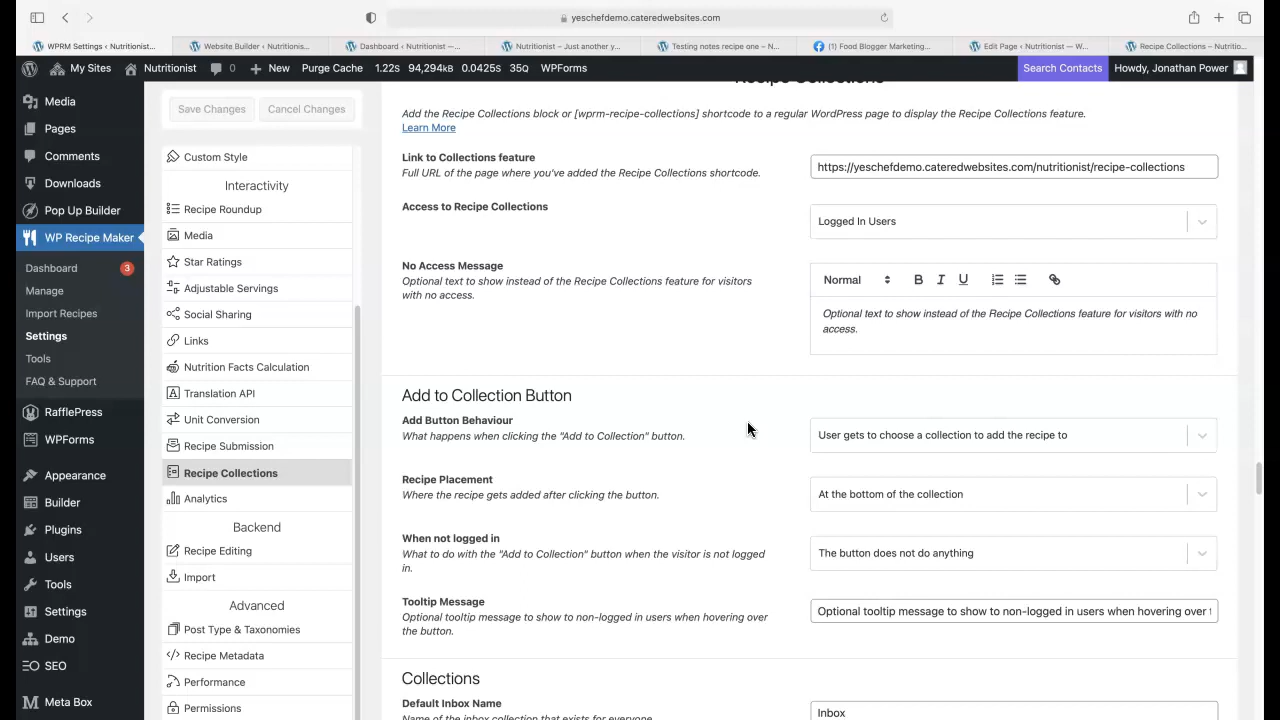 yeschefdemo.cateredwebsites.com
WPRM Settings ‹ Nutritionist...
Website Builder ‹ Nutritionis...
Dashboard ‹ Nutritionist —...
Nutritionist – Just another y...
Testing notes recipe one – N...
(1) Food Blogger Marketing...
Edit Page ‹ Nutritionist — W...
Recipe Collections – Nutritio...
My Sites
Nutritionist
0
New
Purge Cache
1.22S
94,294kB
0.0425S
35Q
WPForms
Search Contacts
Howdy, Jonathan Power
Media
Pages
Comments
Downloads
Pop Up Builder
WP Recipe Maker
Dashboard
3
Manage
Import Recipes
Settings
Tools
FAQ & Support
RafflePress
WPForms
Appearance
Builder
Plugins
Users
Tools
Settings
Demo
SEO
Meta Box
Save Changes
Cancel Changes
Custom Style
Interactivity
Recipe Roundup
Media
Star Ratings
Adjustable Servings
Social Sharing
Links
Nutrition Facts Calculation
Translation API
Unit Conversion
Recipe Submission
Recipe Collections
Analytics
Backend
Recipe Editing
Import
Advanced
Post Type & Taxonomies
Recipe Metadata
Performance
Permissions
Recipe Collections
Add the Recipe Collections block or [wprm-recipe-collections] shortcode to a regular WordPress page to display the Recipe Collections feature.
Learn More
Link to Collections feature
Full URL of the page where you've added the Recipe Collections shortcode.
https://yeschefdemo.cateredwebsites.com/nutritionist/recipe-collections
Access to Recipe Collections
Logged In Users
No Access Message
Optional text to show instead of the Recipe Collections feature for visitors
with no access.
Normal
B I U
Optional text to show instead of the Recipe Collections feature for visitors with no
access.
Add to Collection Button
Add Button Behaviour
What happens when clicking the "Add to Collection" button.
User gets to choose a collection to add the recipe to
Recipe Placement
Where the recipe gets added after clicking the button.
At the bottom of the collection
When not logged in
What to do with the "Add to Collection" button when the visitor is not logged
in.
The button does not do anything
Tooltip Message
Optional tooltip message to show to non-logged in users when hovering over
the button.
Optional tooltip message to show to non-logged in users when hovering over
Collections
Default Inbox Name
Name of the inbox collection that exists for everyone.
Inbox